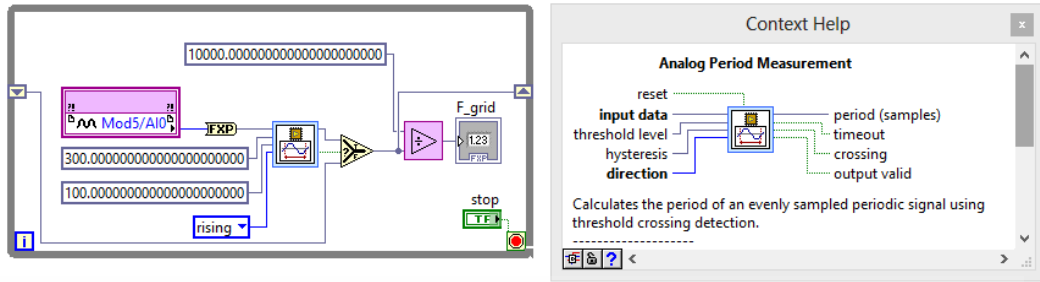 10000.000000000000000000000
F_grid
?! ?!
Mod5/AI0
FXP
1.23
FXP
300.000000000000000000000
?
100.000000000000000000000
stop
TF
rising
i
Context Help
x
Analog Period Measurement
reset
input data
period (samples)
threshold level
timeout
hysteresis
crossing
direction
output valid
Calculates the period of an evenly sampled periodic signal using
threshold crossing detection.
--------------------
?